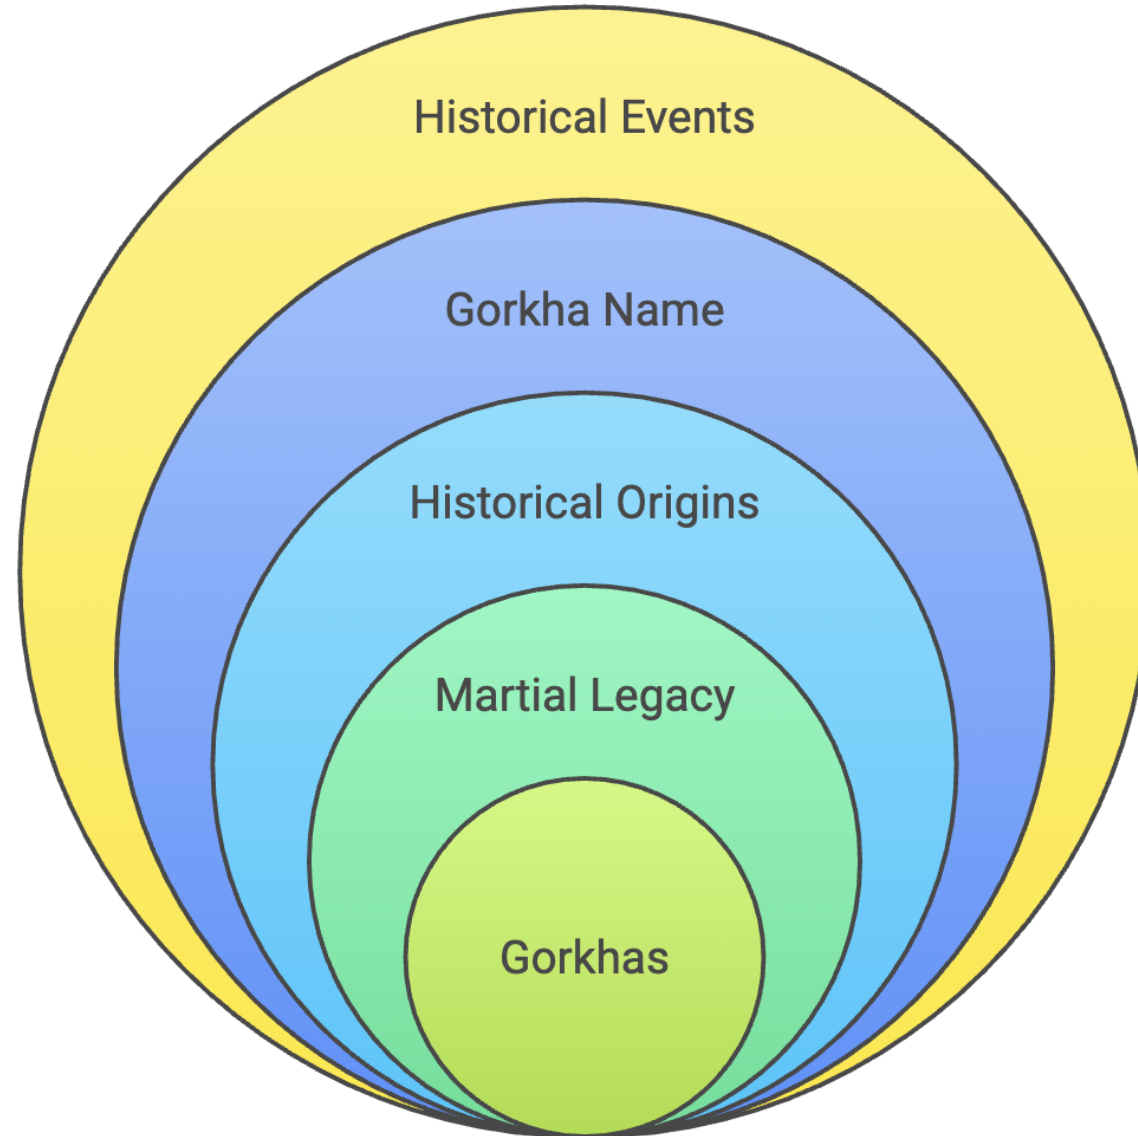 Historical Events
Gorkha Name
Historical Origins
Martial Legacy
Gorkhas